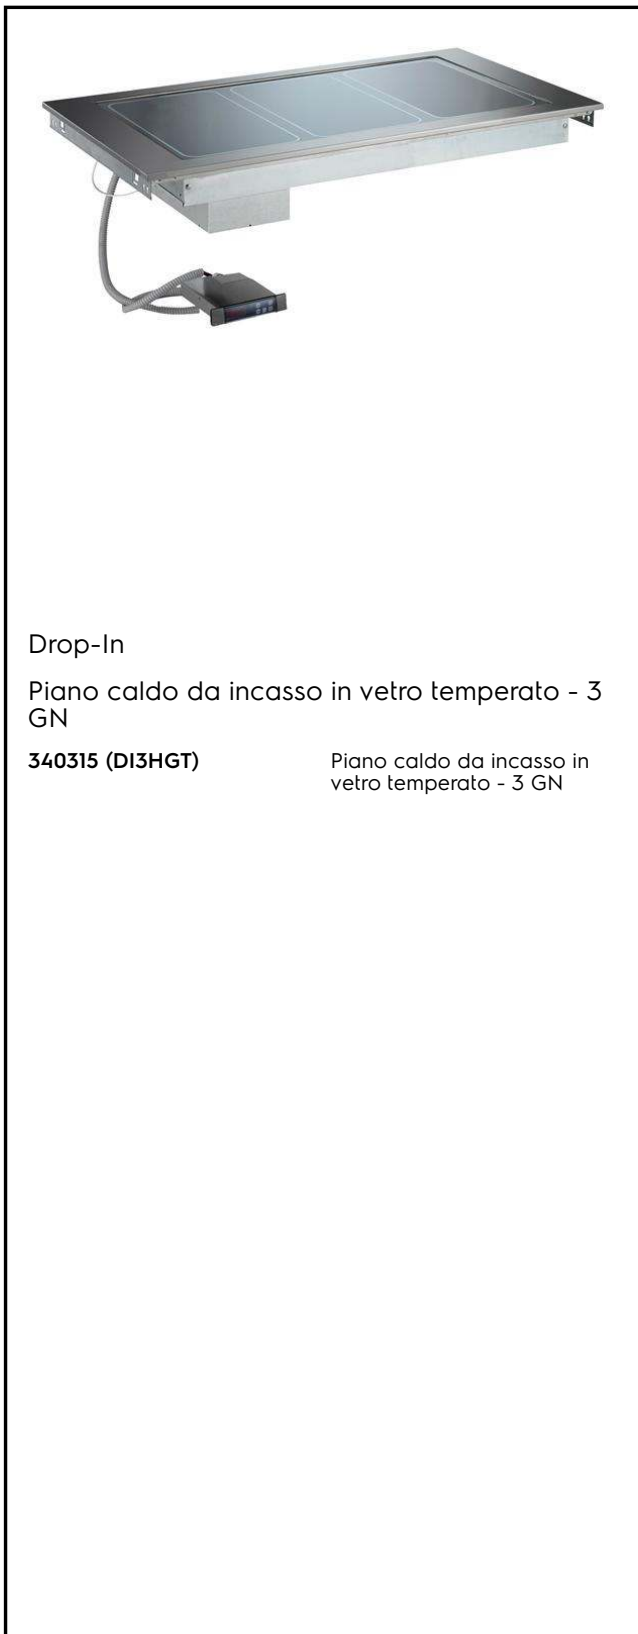 Drop-In
Piano caldo da incasso in vetro temperato - 3
GN
340315 (DI3HGT)
Piano caldo da incasso in
vetro temperato - 3 GN